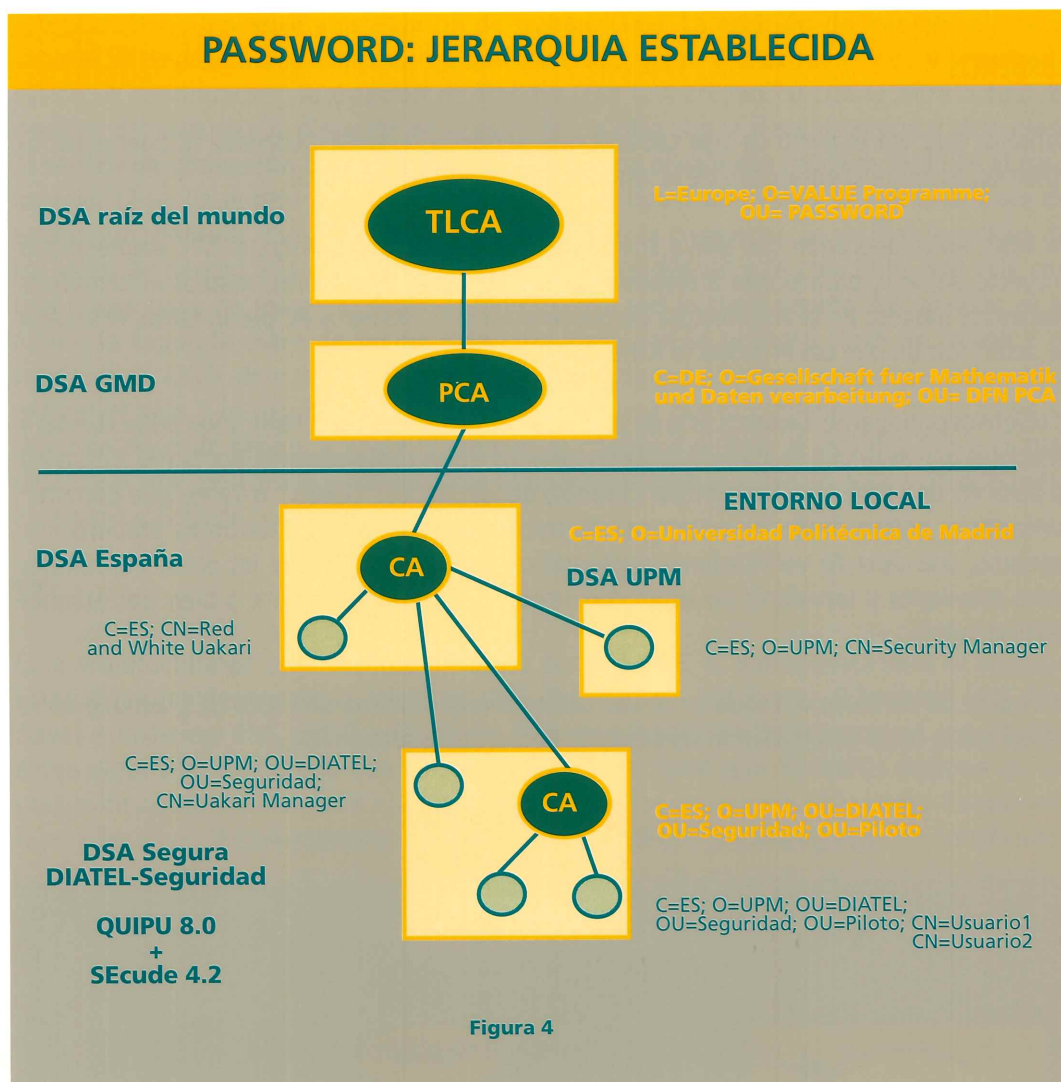 PASSWORD: JERARQUIA ESTABLECIDA
DSA raíz del mundo
TLCA
L=Europe; O=VALUE Programme;
OU= PASSWORD
DSA GMD
PCA
C=DE; O=Gesellschaft fuer Mathematik
und Daten verarbeitung; OU= DFN PCA
ENTORNO LOCAL
C=ES; O=Universidad Politécnica de Madrid
DSA España
CA
DSA UPM
C=ES; CN=Red
and White Uakari
C=ES; O=UPM; CN=Security Manager
C=ES; O=UPM; OU=DIATEL;
OU=Seguridad;
CN=Uakari Manager
CA
C=ES; O=UPM; OU=DIATEL;
OU=Seguridad; OU=Piloto
DSA Segura
DIATEL-Seguridad
QUIPU 8.0
+
SEcude 4.2
C=ES; O=UPM; OU=DIATEL;
OU=Seguridad; OU=Piloto; CN=Usuario1
CN=Usuario2
Figura 4